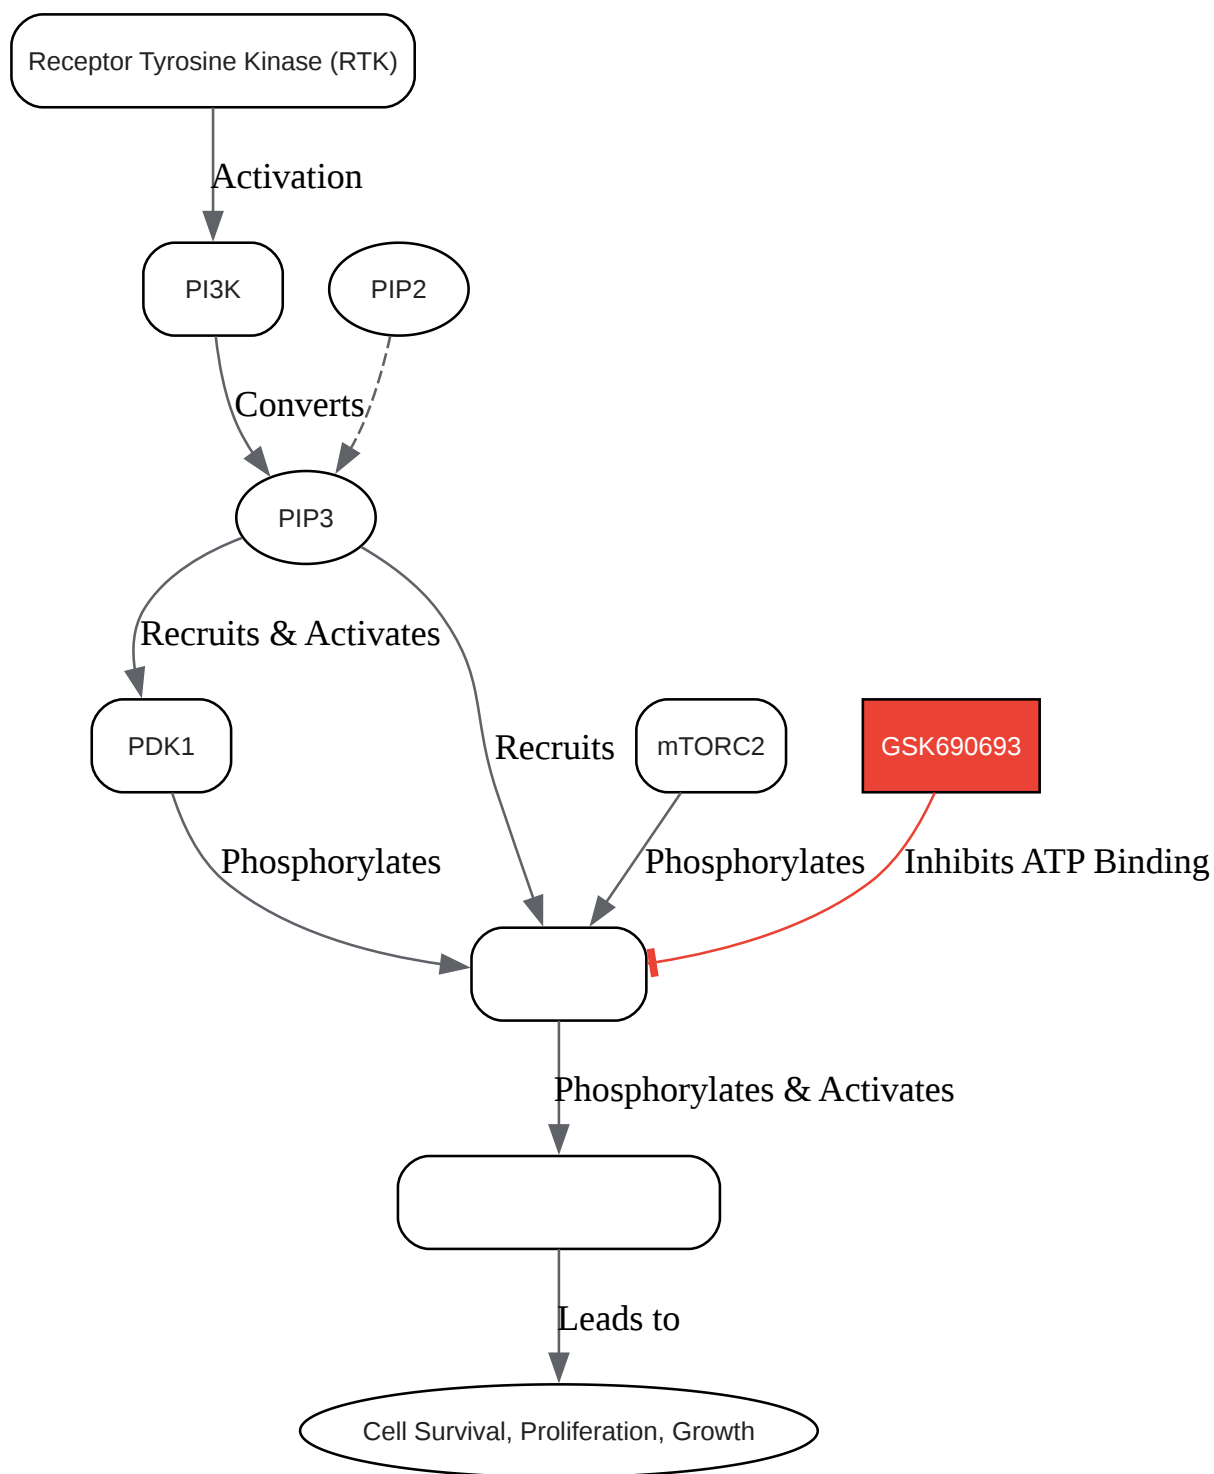 Receptor Tyrosine Kinase (RTK)
Activation
PI3K
PIP2
Converts
PIP3
Recruits & Activates
PDK1
Recruits
mTORC2
GSK690693
Phosphorylates
Phosphorylates
Inhibits ATP Binding
Phosphorylates & Activates
Leads to
Cell Survival, Proliferation, Growth